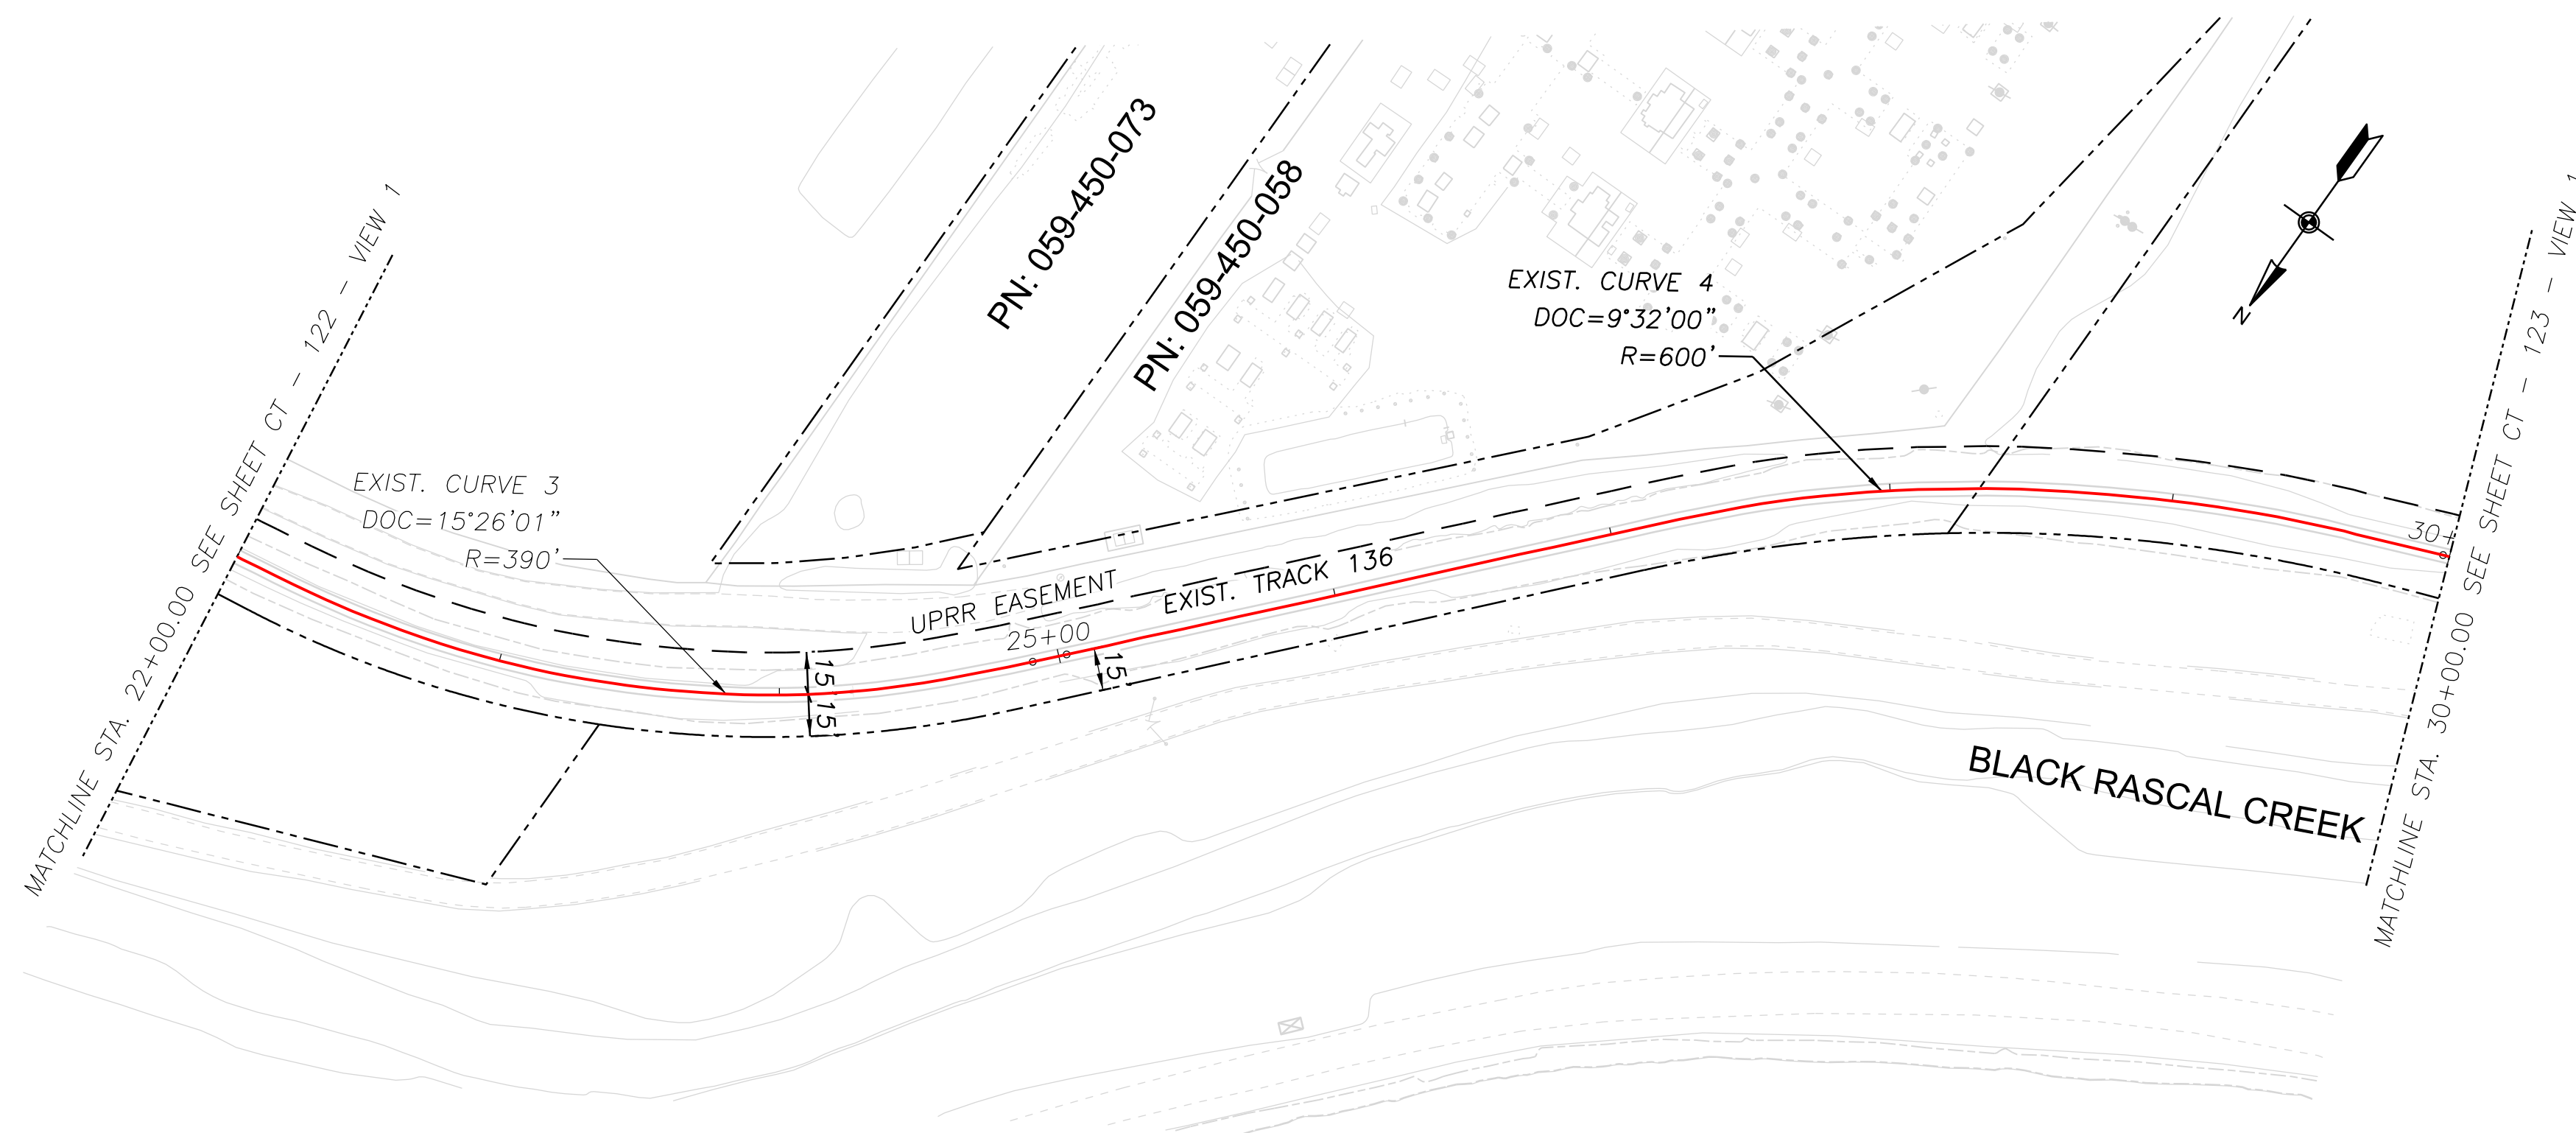 MATCHLINE STA. 22+00.00 SEE SHEET CT - 122 - VIEW 1
EXIST. CURVE 3
DOC=15°26'01"
R=390'
PN: 059-450-073
PN: 059-450-058
UPRR EASEMENT
25+00
EXIST. TRACK 136
15'
15'
15'
EXIST. CURVE 4
DOC=9°32'00"
R=600'
N
30+
BLACK RASCAL CREEK
MATCHLINE STA. 30+00.00 SEE SHEET CT - 123 - VIEW 1